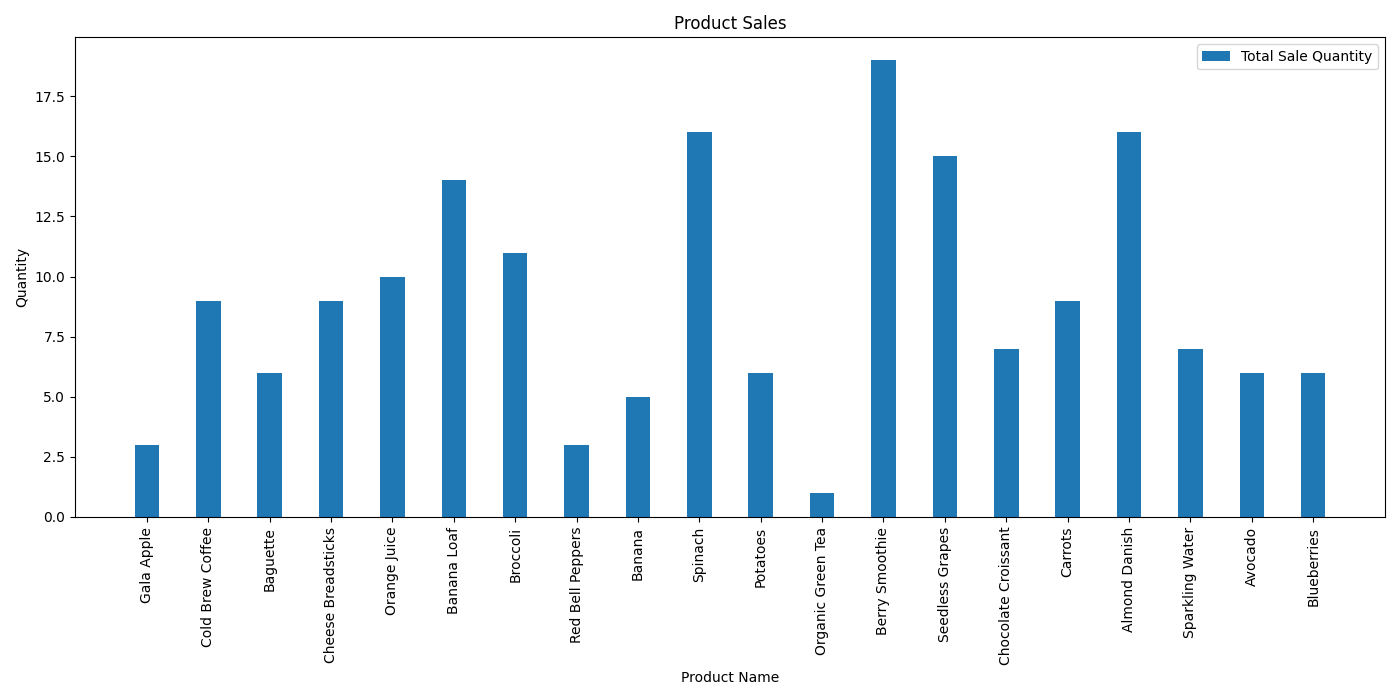 Product Sales
Total Sale Quantity
Quantity
17.5
15.0
12.5
10.0
7.5
5.0
2.5
0.0
Gala Apple
Cold Brew Coffee
Baguette
Cheese Breadsticks
Orange Juice
Banana Loaf
Broccoli
Red Bell Peppers
Banana
Spinach
Potatoes
Organic Green Tea
Berry Smoothie
Seedless Grapes
Chocolate Croissant
Carrots
Almond Danish
Sparkling Water
Avocado
Blueberries
Product Name